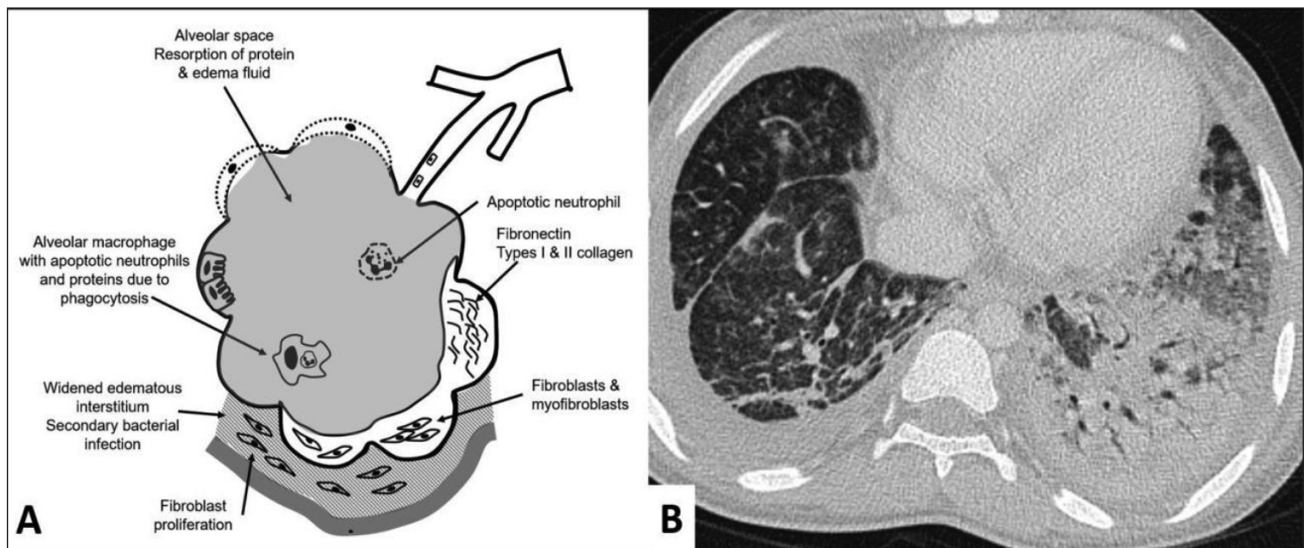 Alveolar space
Resorption of protein
& edema fluid
Apoptotic neutrophil
Fibronectin
Types I & II collagen
Alveolar macrophage
with apoptotic neutrophils
and proteins due to
phagocytosis
Widened edematous
interstitium
Secondary bacterial
infection
Fibroblasts &
myofibroblasts
Fibroblast
proliferation
A
B